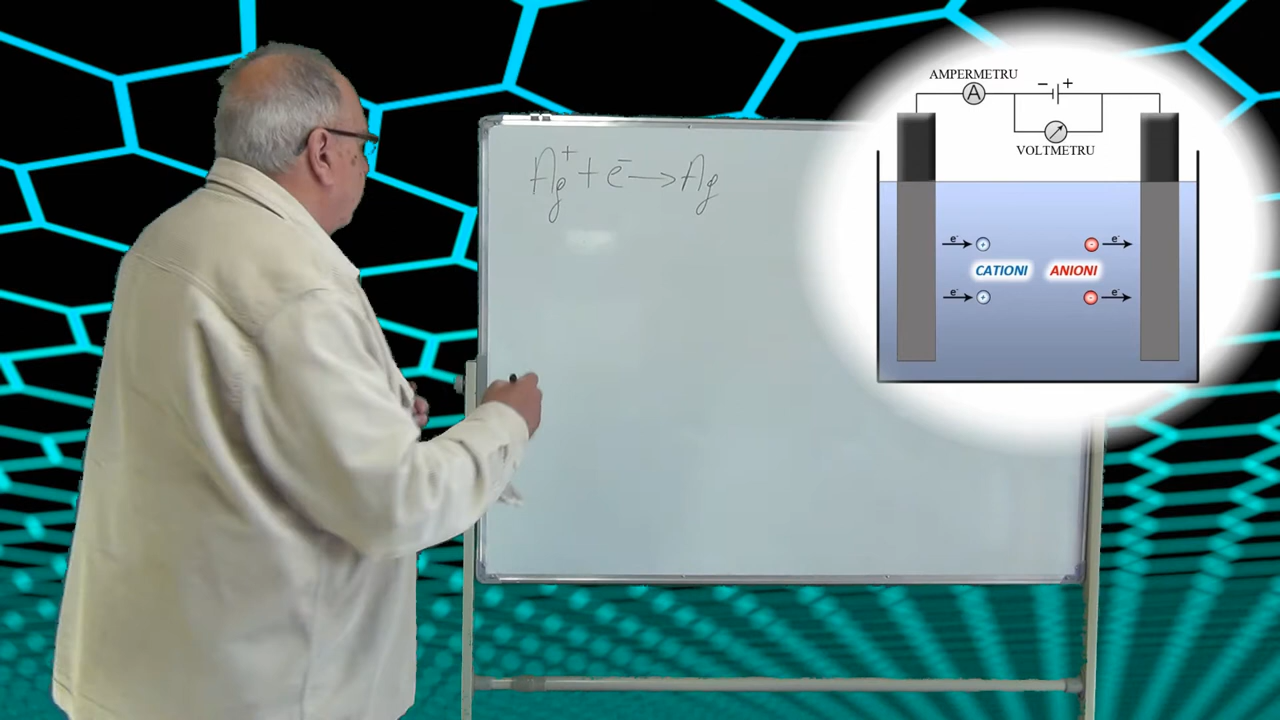 Ag⁺ + ē → Ag
AMPERMETRU
A
− +
VOLTMETRU
e⁻ + − e⁻
CATIONI ANIONI
e⁻ + − e⁻